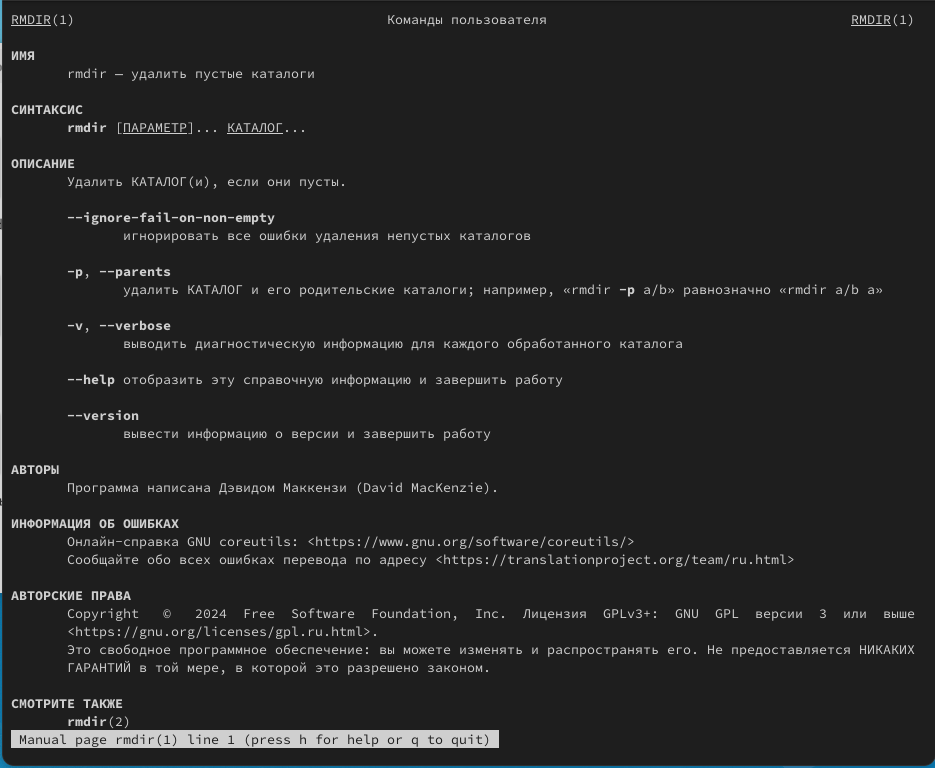 RMDIR(1) Команды пользователя RMDIR(1)
ИМЯ
rmdir — удалить пустые каталоги
СИНТАКСИС
rmdir [ПАРАМЕТР]... КАТАЛОГ...
ОПИСАНИЕ
Удалить КАТАЛОГ(и), если они пусты.
--ignore-fail-on-non-empty
игнорировать все ошибки удаления непустых каталогов
-p, --parents
удалить КАТАЛОГ и его родительские каталоги; например, «rmdir -p a/b» равнозначно «rmdir a/b a»
-v, --verbose
выводить диагностическую информацию для каждого обработанного каталога
--help отобразить эту справочную информацию и завершить работу
--version
вывести информацию о версии и завершить работу
АВТОРЫ
Программа написана Дэвидом Маккензи (David MacKenzie).
ИНФОРМАЦИЯ ОБ ОШИБКАХ
Онлайн-справка GNU coreutils: <https://www.gnu.org/software/coreutils/>
Сообщайте обо всех ошибках перевода по адресу <https://translationproject.org/team/ru.html>
АВТОРСКИЕ ПРАВА
Copyright © 2024 Free Software Foundation, Inc. Лицензия GPLv3+: GNU GPL версии 3 или выше
<https://gnu.org/licenses/gpl.ru.html>.
Это свободное программное обеспечение: вы можете изменять и распространять его. Не предоставляется НИКАКИХ
ГАРАНТИЙ в той мере, в которой это разрешено законом.
СМОТРИТЕ ТАКЖЕ
rmdir(2)
Manual page rmdir(1) line 1 (press h for help or q to quit)